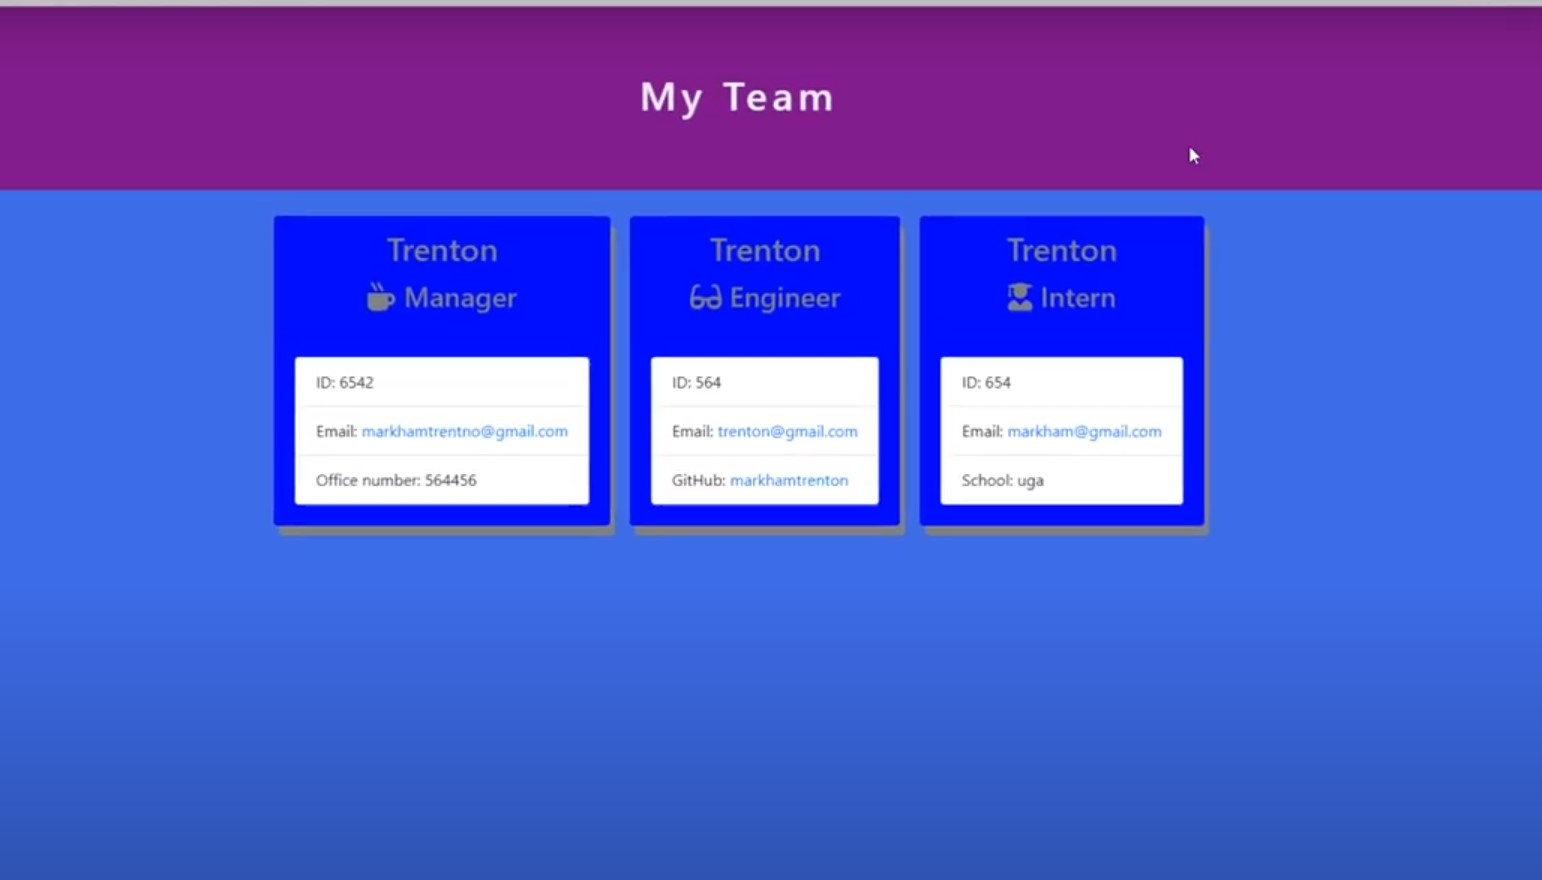 My Team
Trenton
Manager
ID: 6542
Email: markhamtrentno@gmail.com
Office number: 564456
Trenton
Engineer
ID: 564
Email: trenton@gmail.com
GitHub: markhamtrenton
Trenton
Intern
ID: 654
Email: markham@gmail.com
School: uga